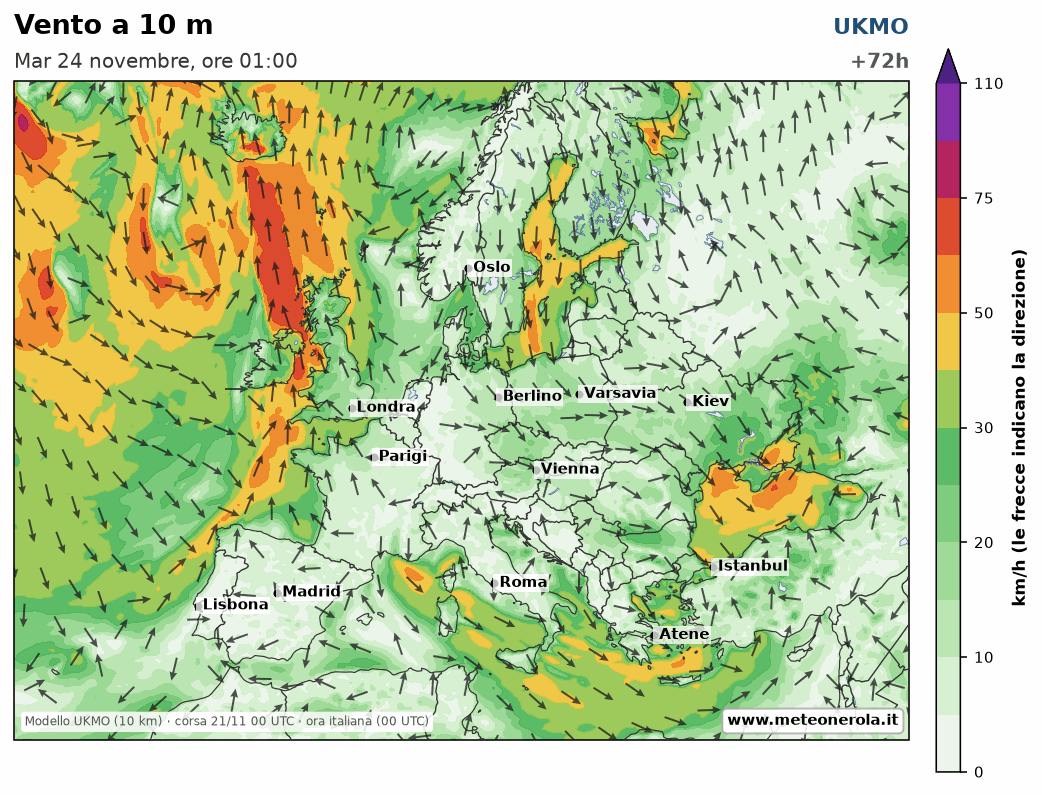 Vento a 10 m
UKMO
Mar 24 novembre, ore 01:00
+72h
110
75
50
30
20
10
0
km/h (le frecce indicano la direzione)
Oslo
Londra
Berlino
Varsavia
Kiev
Parigi
Vienna
Istanbul
Roma
Madrid
Lisbona
Atene
Modello UKMO (10 km) · corsa 21/11 00 UTC · ora italiana (00 UTC)
www.meteonerola.it